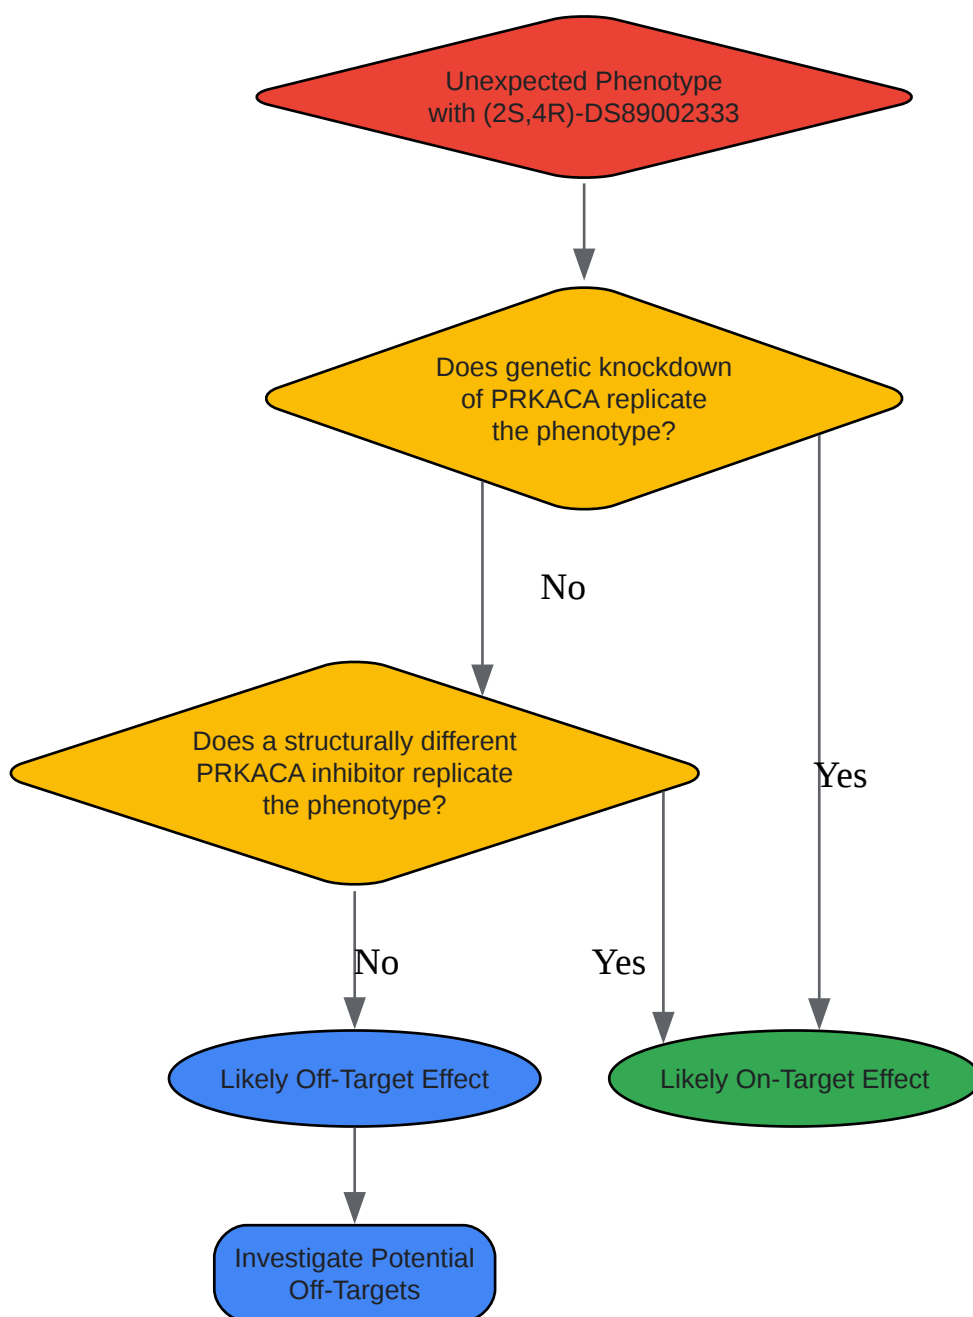 Unexpected Phenotype
with (2S,4R)-DS89002333
Does genetic knockdown
of PRKACA replicate
the phenotype?
No
Does a structurally different
PRKACA inhibitor replicate
the phenotype?
Yes
No
Yes
Likely Off-Target Effect
Likely On-Target Effect
Investigate Potential
Off-Targets